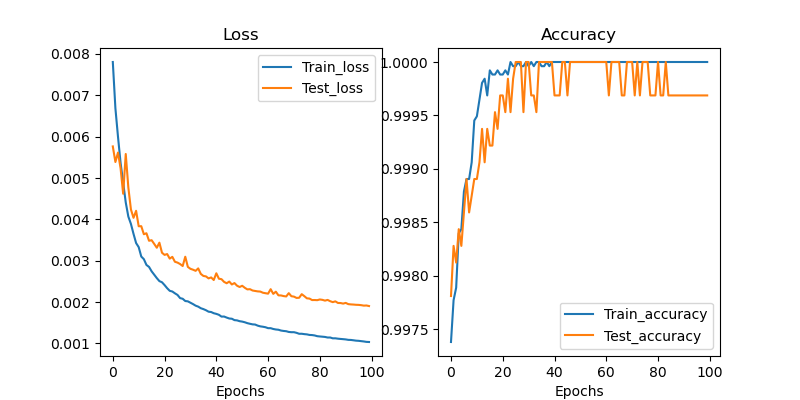 Loss
0.008
0.007
0.006
0.005
0.004
0.003
0.002
0.001
0 20 40 60 80 100
Epochs
Train_loss
Test_loss
Accuracy
1.0000
0.9995
0.9990
0.9985
0.9980
0.9975
0 20 40 60 80 100
Epochs
Train_accuracy
Test_accuracy